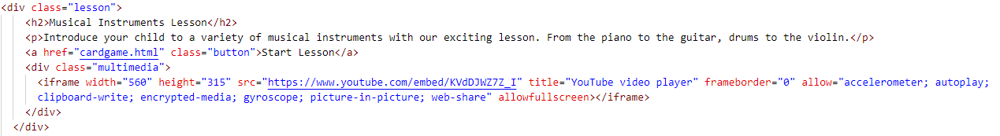 <div class="lesson">
<h2>Musical Instruments Lesson</h2>
<p>Introduce your child to a variety of musical instruments with our exciting lesson. From the piano to the guitar, drums to the violin.</p>
<a href="cardgame.html" class="button">Start Lesson</a>
<div class="multimedia">
<iframe width="560" height="315" src="https://www.youtube.com/embed/KVdDJWZ7Z_I" title="YouTube video player" frameborder="0" allow="accelerometer; autoplay;
clipboard-write; encrypted-media; gyroscope; picture-in-picture; web-share" allowfullscreen></iframe>
</div>
</div>